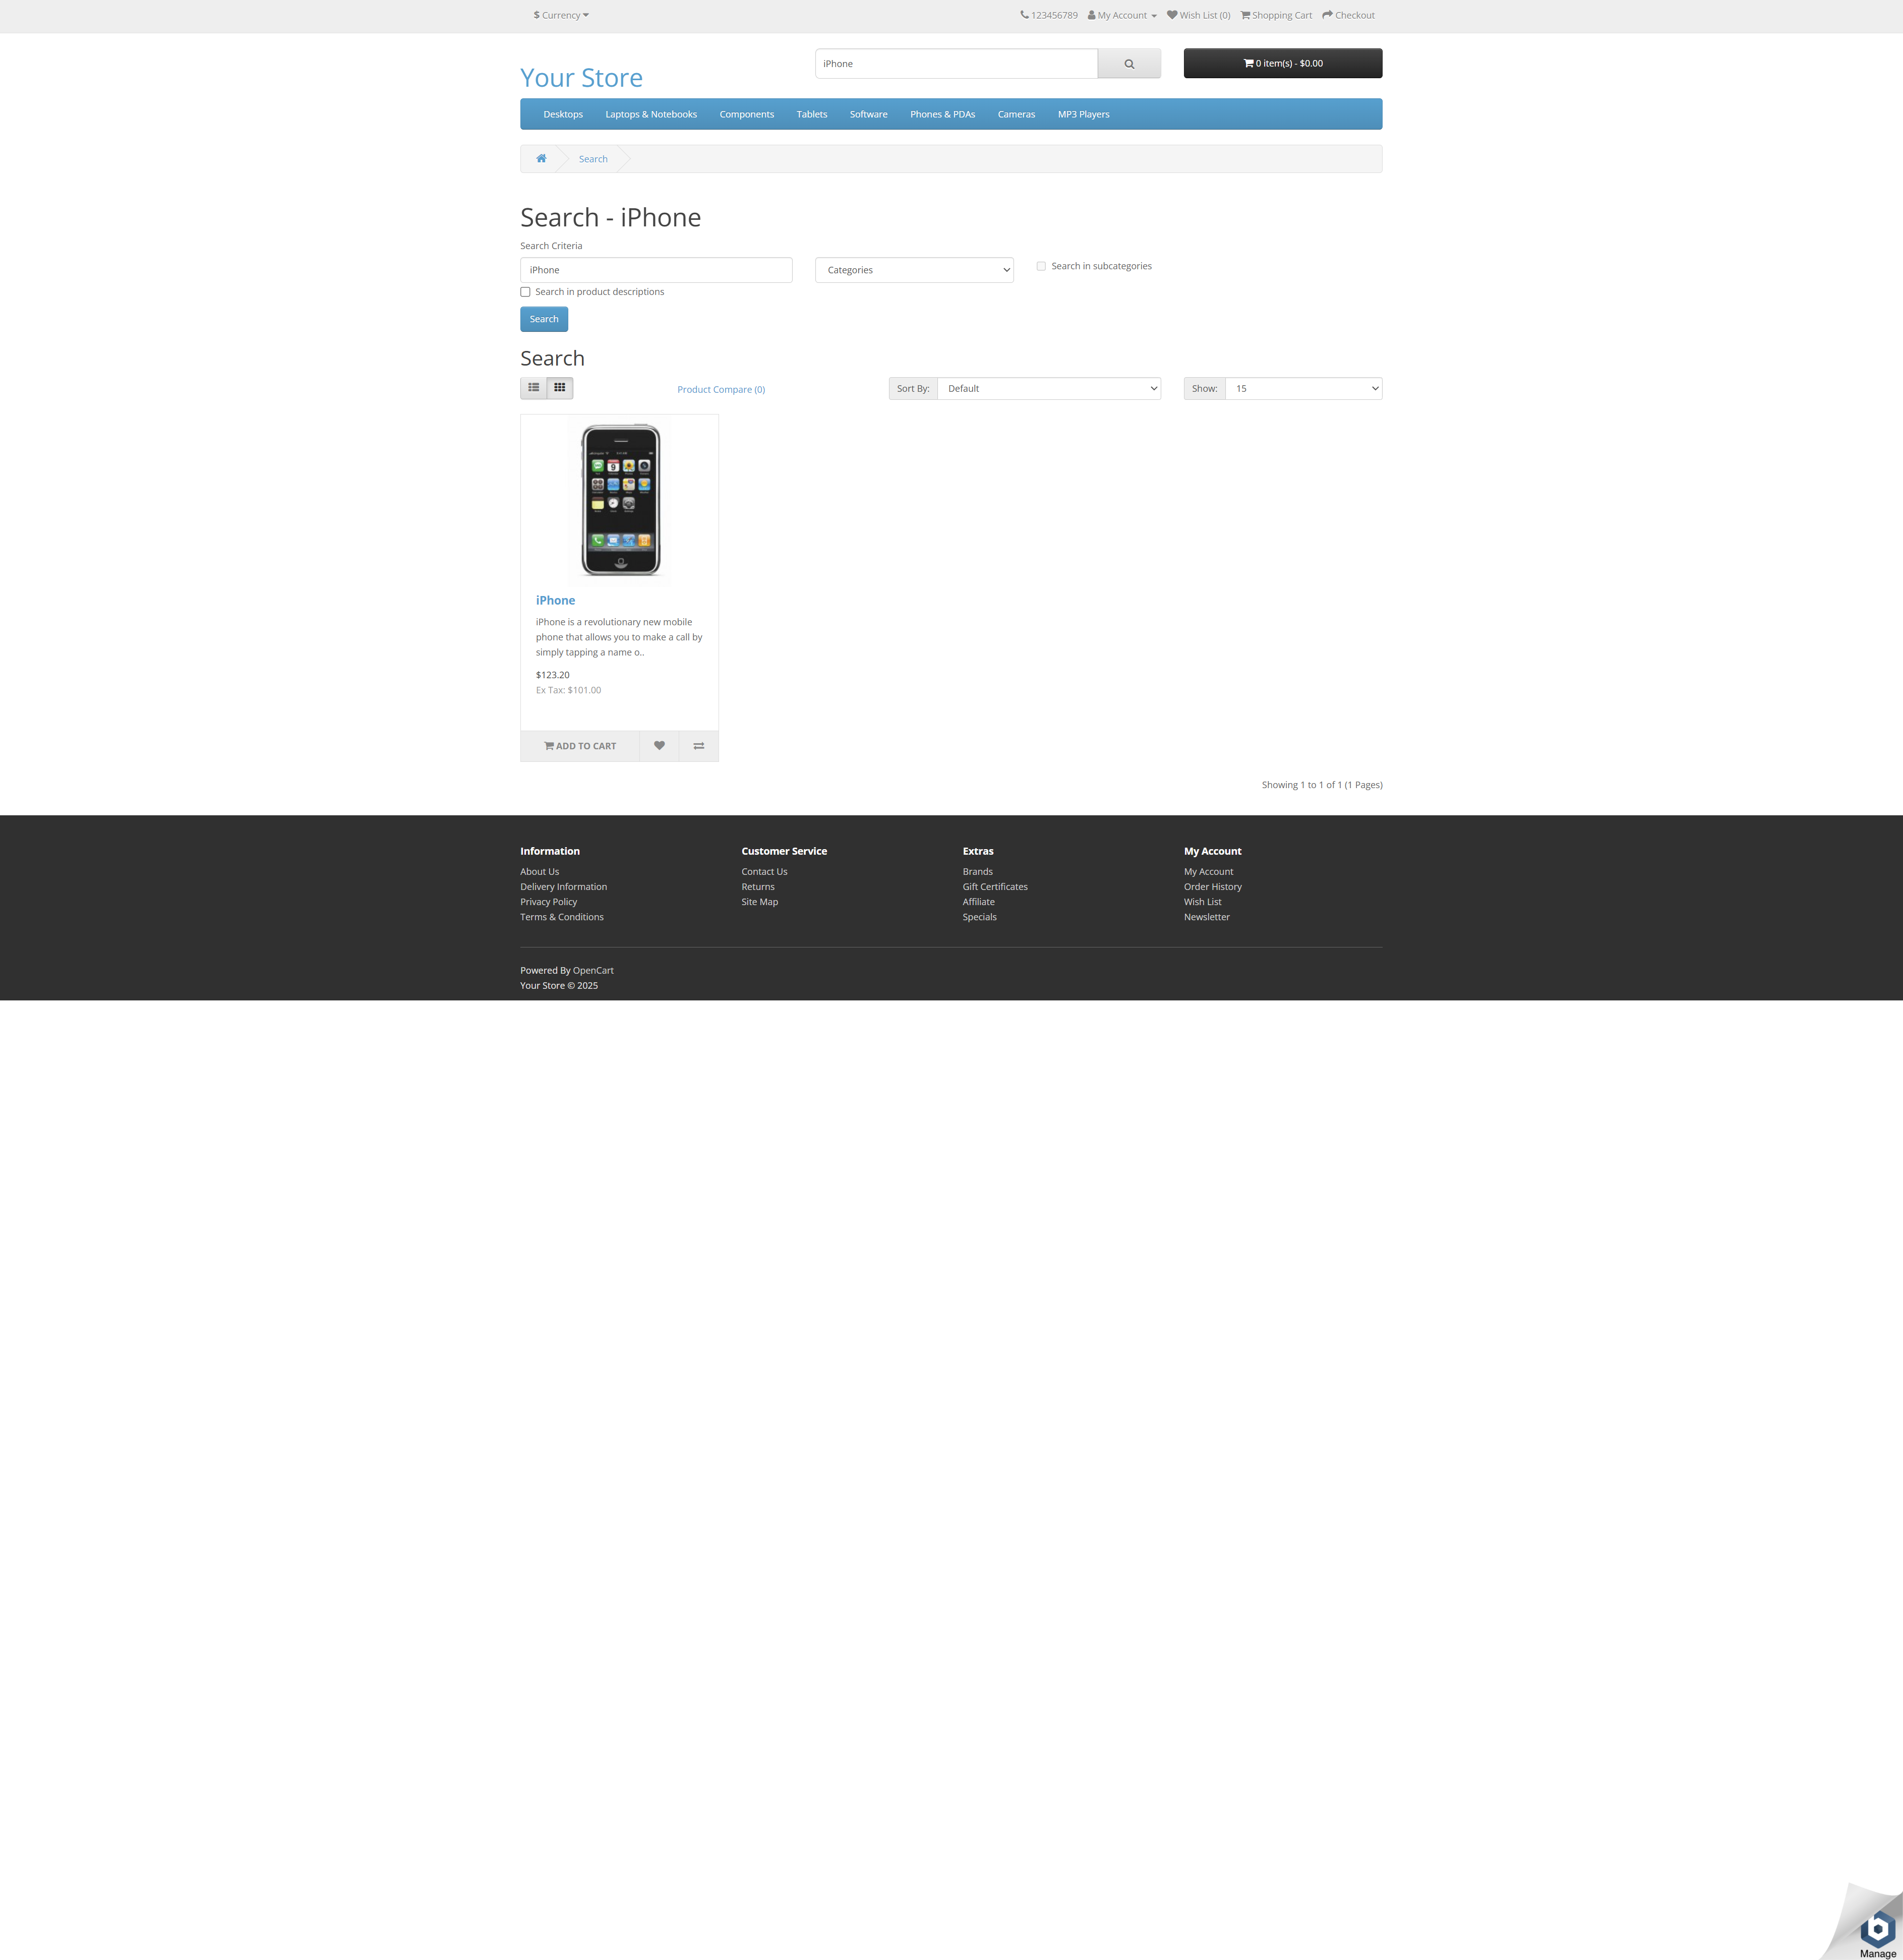 $ Currency
123456789
My Account
Wish List (0)
Shopping Cart
Checkout
Your Store
iPhone
0 item(s) - $0.00
Desktops
Laptops & Notebooks
Components
Tablets
Software
Phones & PDAs
Cameras
MP3 Players
Search
Search - iPhone
Search Criteria
iPhone
Categories
Search in subcategories
Search in product descriptions
Search
Search
Product Compare (0)
Sort By:
Default
Show:
15
iPhone
iPhone is a revolutionary new mobile
phone that allows you to make a call by
simply tapping a name o..
$123.20
Ex Tax: $101.00
ADD TO CART
Showing 1 to 1 of 1 (1 Pages)
Information
About Us
Delivery Information
Privacy Policy
Terms & Conditions
Customer Service
Contact Us
Returns
Site Map
Extras
Brands
Gift Certificates
Affiliate
Specials
My Account
My Account
Order History
Wish List
Newsletter
Powered By OpenCart
Your Store © 2025
Manage